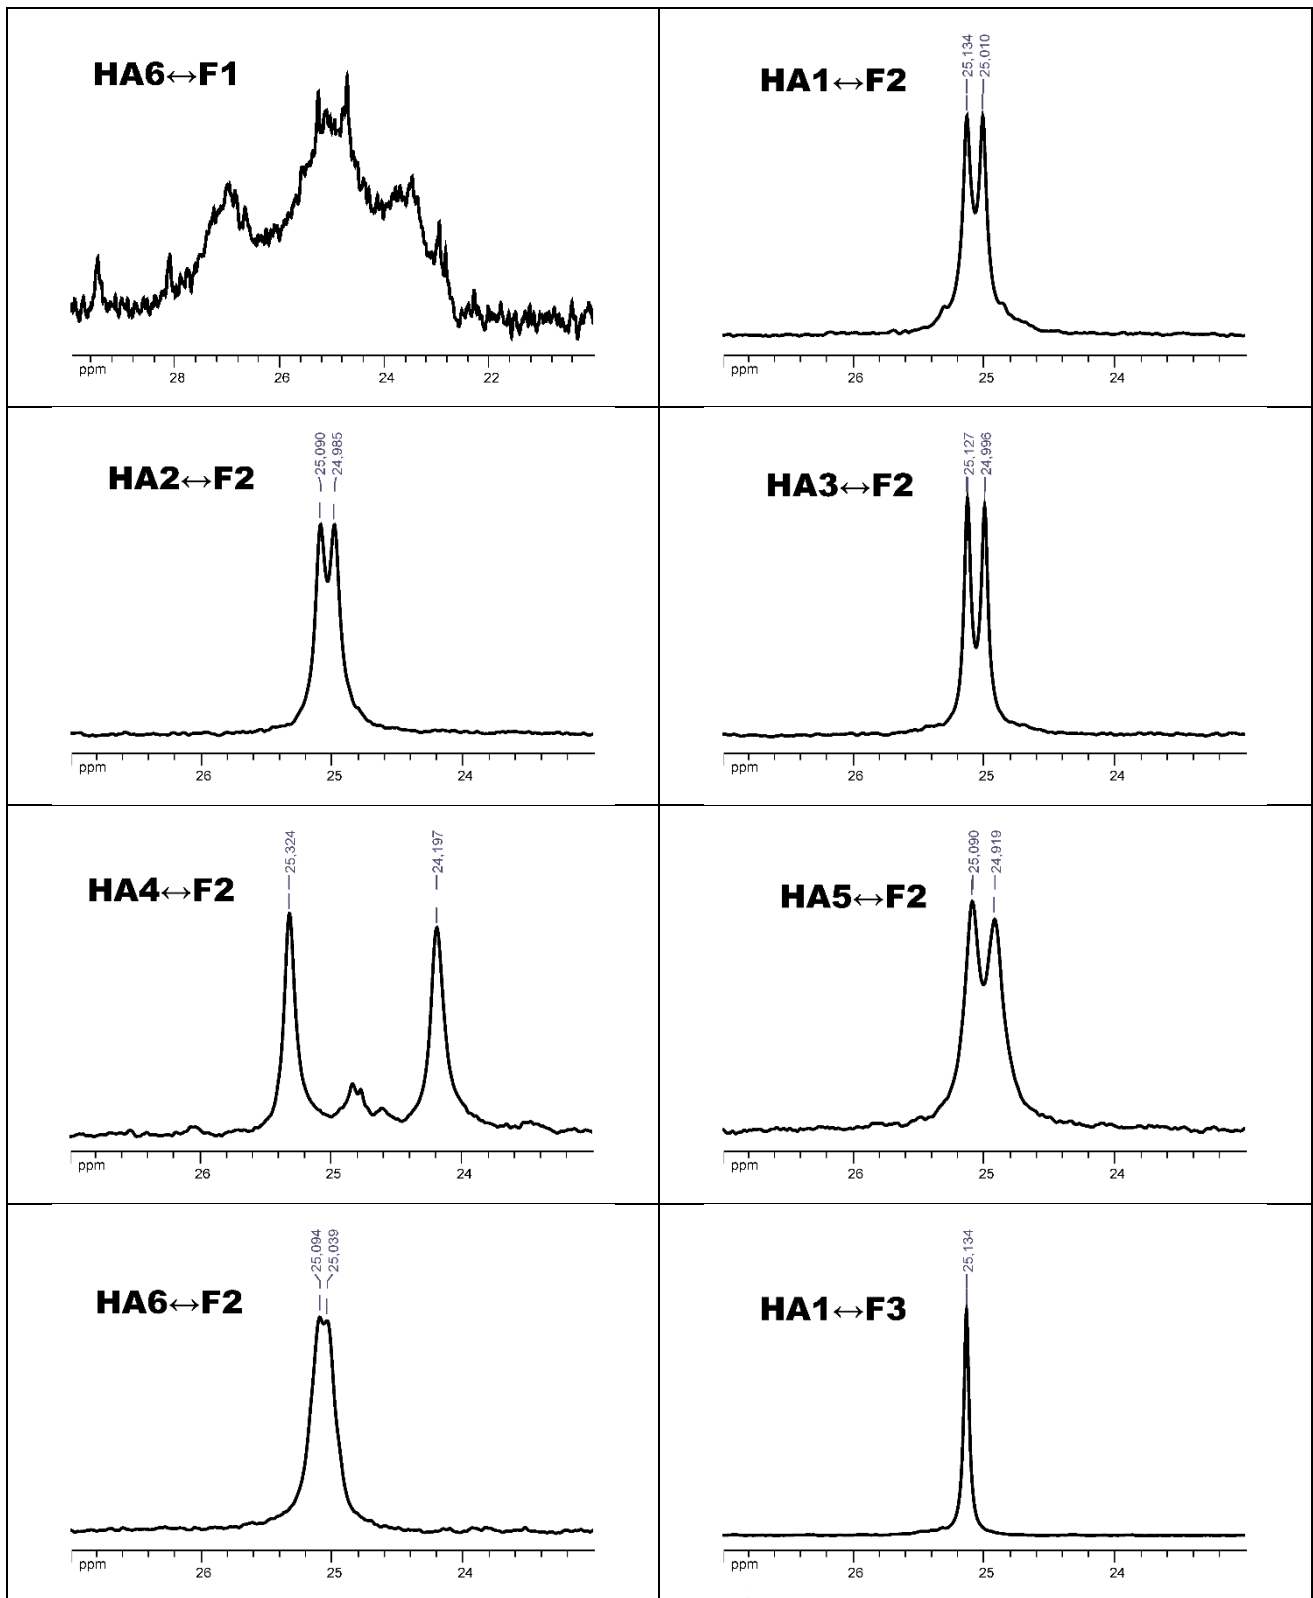 HA6↔F1
ppm 28 26 24 22
25,134
25,010
HA1↔F2
ppm 26 25 24
25,090
24,985
HA2↔F2
ppm 26 25 24
25,127
24,996
HA3↔F2
ppm 26 25 24
25,324
24,197
HA4↔F2
ppm 26 25 24
25,090
24,919
HA5↔F2
ppm 26 25 24
25,094
25,039
HA6↔F2
ppm 26 25 24
25,134
HA1↔F3
ppm 26 25 24